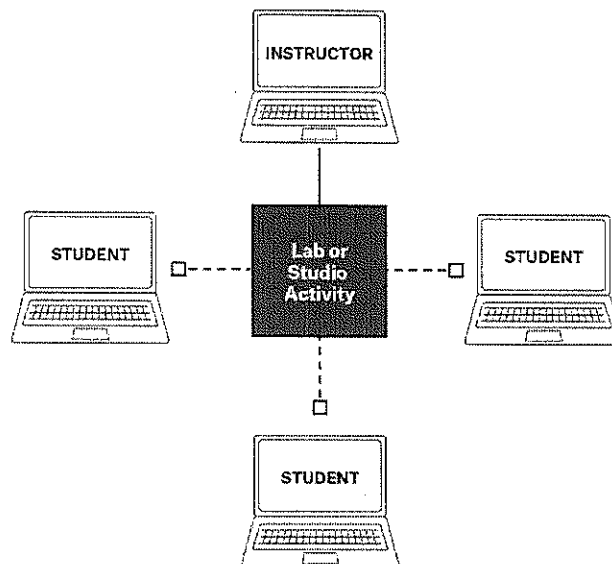 INSTRUCTOR
STUDENT
Lab or
Studio
Activity
STUDENT
STUDENT